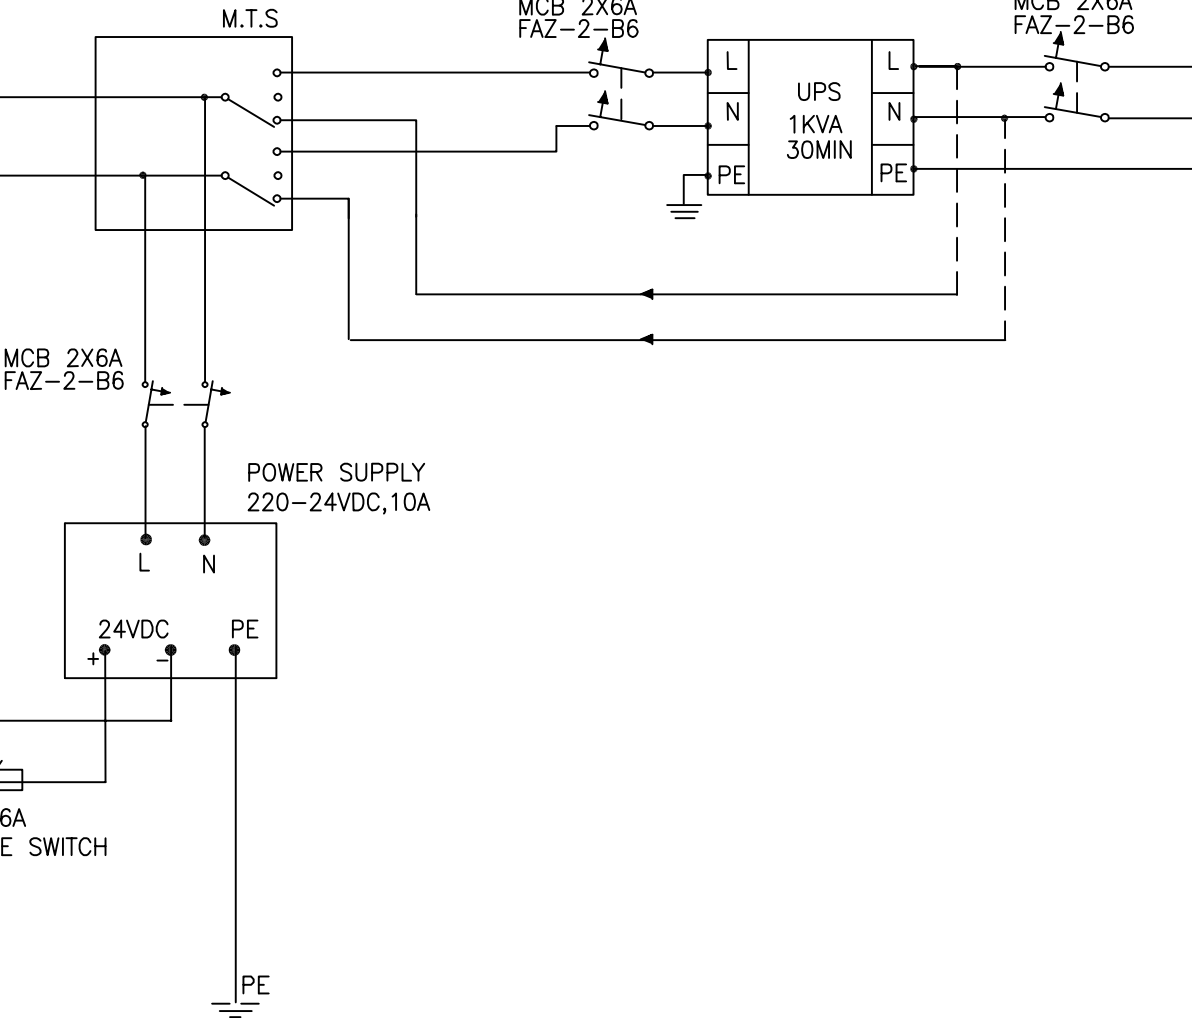 M.T.S
MCB 2X6A
FAZ-2-B6
MCB 2X6A
FAZ-2-B6
L
N
PE
UPS
1KVA
30MIN
L
N
PE
MCB 2X6A
FAZ-2-B6
POWER SUPPLY
220-24VDC,10A
L
N
24VDC
PE
+
-
6A
E SWITCH
PE